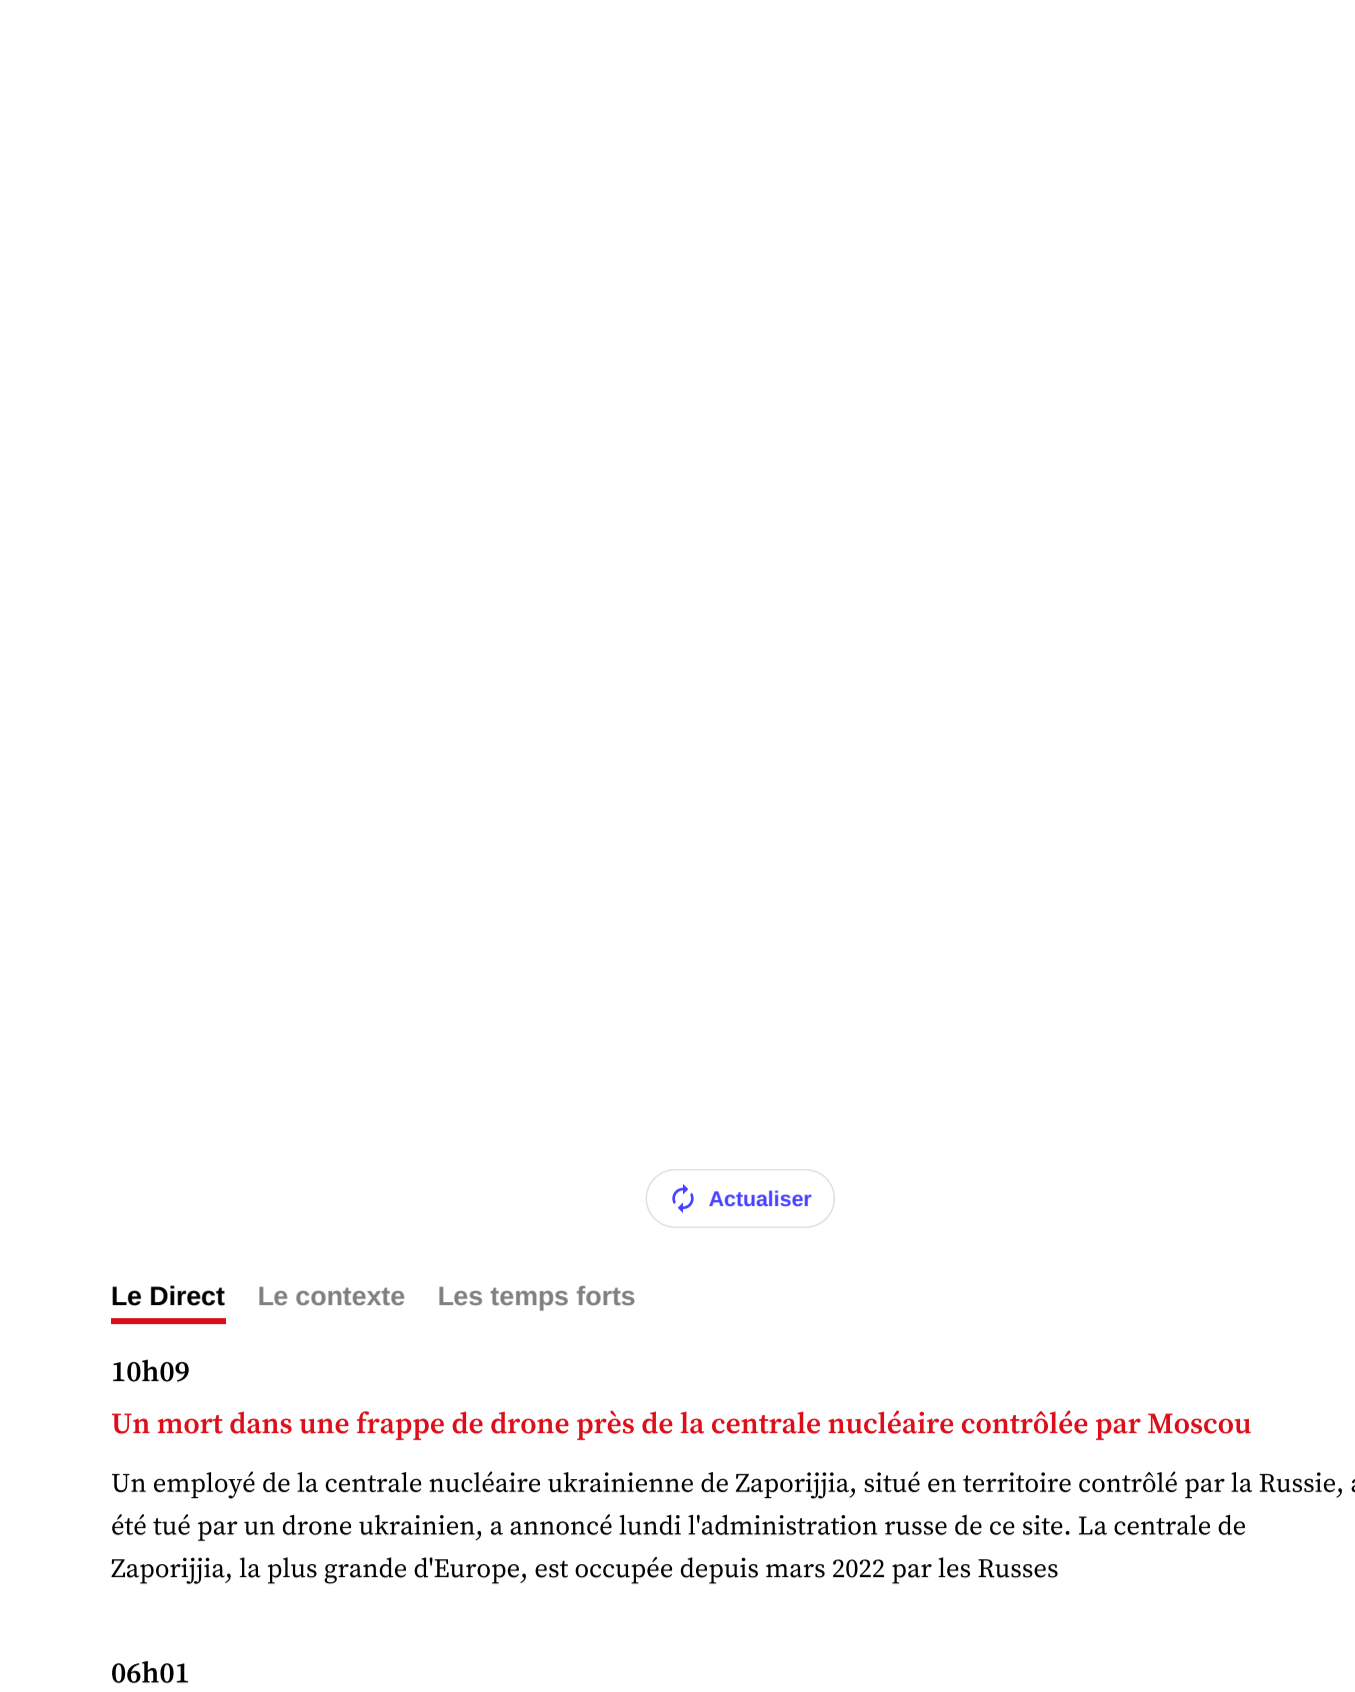 Actualiser
Le Direct Le contexte Les temps forts
10h09
Un mort dans une frappe de drone près de la centrale nucléaire contrôlée par Moscou
Un employé de la centrale nucléaire ukrainienne de Zaporijjia, situé en territoire contrôlé par la Russie, a
été tué par un drone ukrainien, a annoncé lundi l'administration russe de ce site. La centrale de
Zaporijjia, la plus grande d'Europe, est occupée depuis mars 2022 par les Russes
06h01